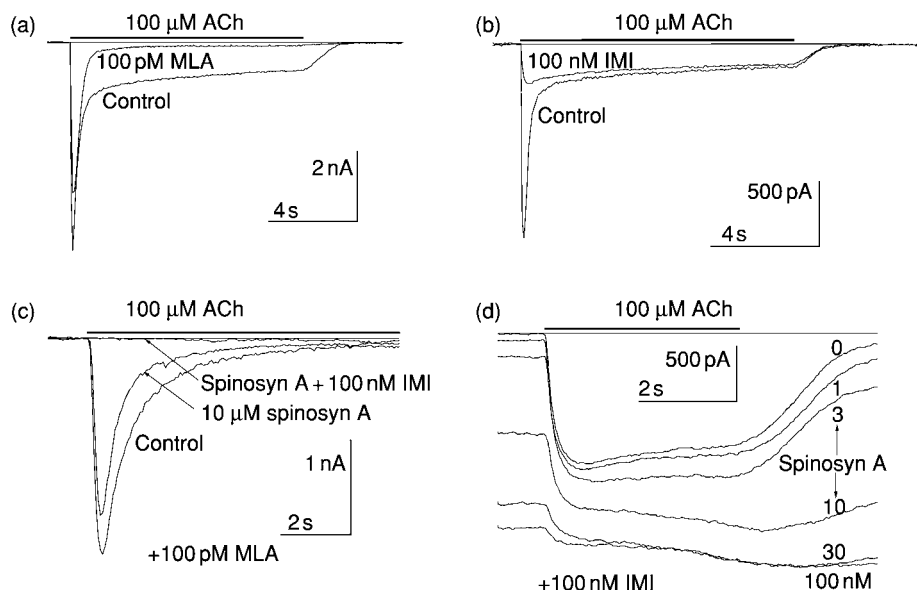 (a)
100 μM ACh
100 pM MLA
Control
2 nA
4 s
(b)
100 μM ACh
100 nM IMI
Control
500 pA
4 s
(c)
100 μM ACh
Spinosyn A + 100 nM IMI
10 μM spinosyn A
Control
1 nA
2 s
+100 pM MLA
(d)
100 μM ACh
500 pA
2 s
0
1
3
Spinosyn A
10
30
100 nM
+100 nM IMI